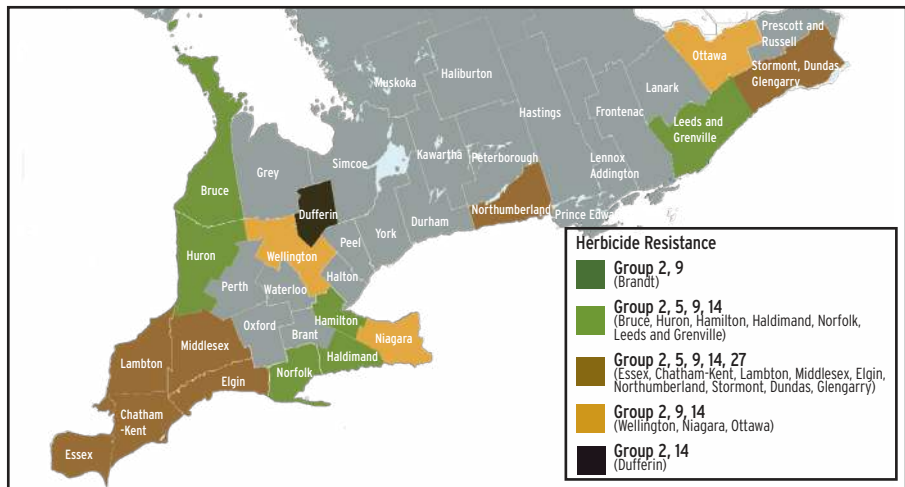 Prescott and
Russell
Ottawa
Stormont, Dundas
Glengarry
Lanark
Muskoka
Haliburton
Hastings
Frontenac
Leeds and
Grenville
Kawartha
Peterborough
Lennox
Addington
Simcoe
Grey
Bruce
Dufferin
Northumberland
Prince Edwa
Durham
York
Peel
Huron
Wellington
Halton
Perth
Waterloo
Hamilton
Oxford
Brant
Niagara
Haldimand
Norfolk
Middlesex
Lambton
Elgin
Chatham
-Kent
Essex
Herbicide Resistance
Group 2, 9
(Brandt)
Group 2, 5, 9, 14
(Bruce, Huron, Hamilton, Haldimand, Norfolk,
Leeds and Grenville)
Group 2, 5, 9, 14, 27
(Essex, Chatham-Kent, Lambton, Middlesex, Elgin,
Northumberland, Stormont, Dundas, Glengarry)
Group 2, 9, 14
(Wellington, Niagara, Ottawa)
Group 2, 14
(Dufferin)